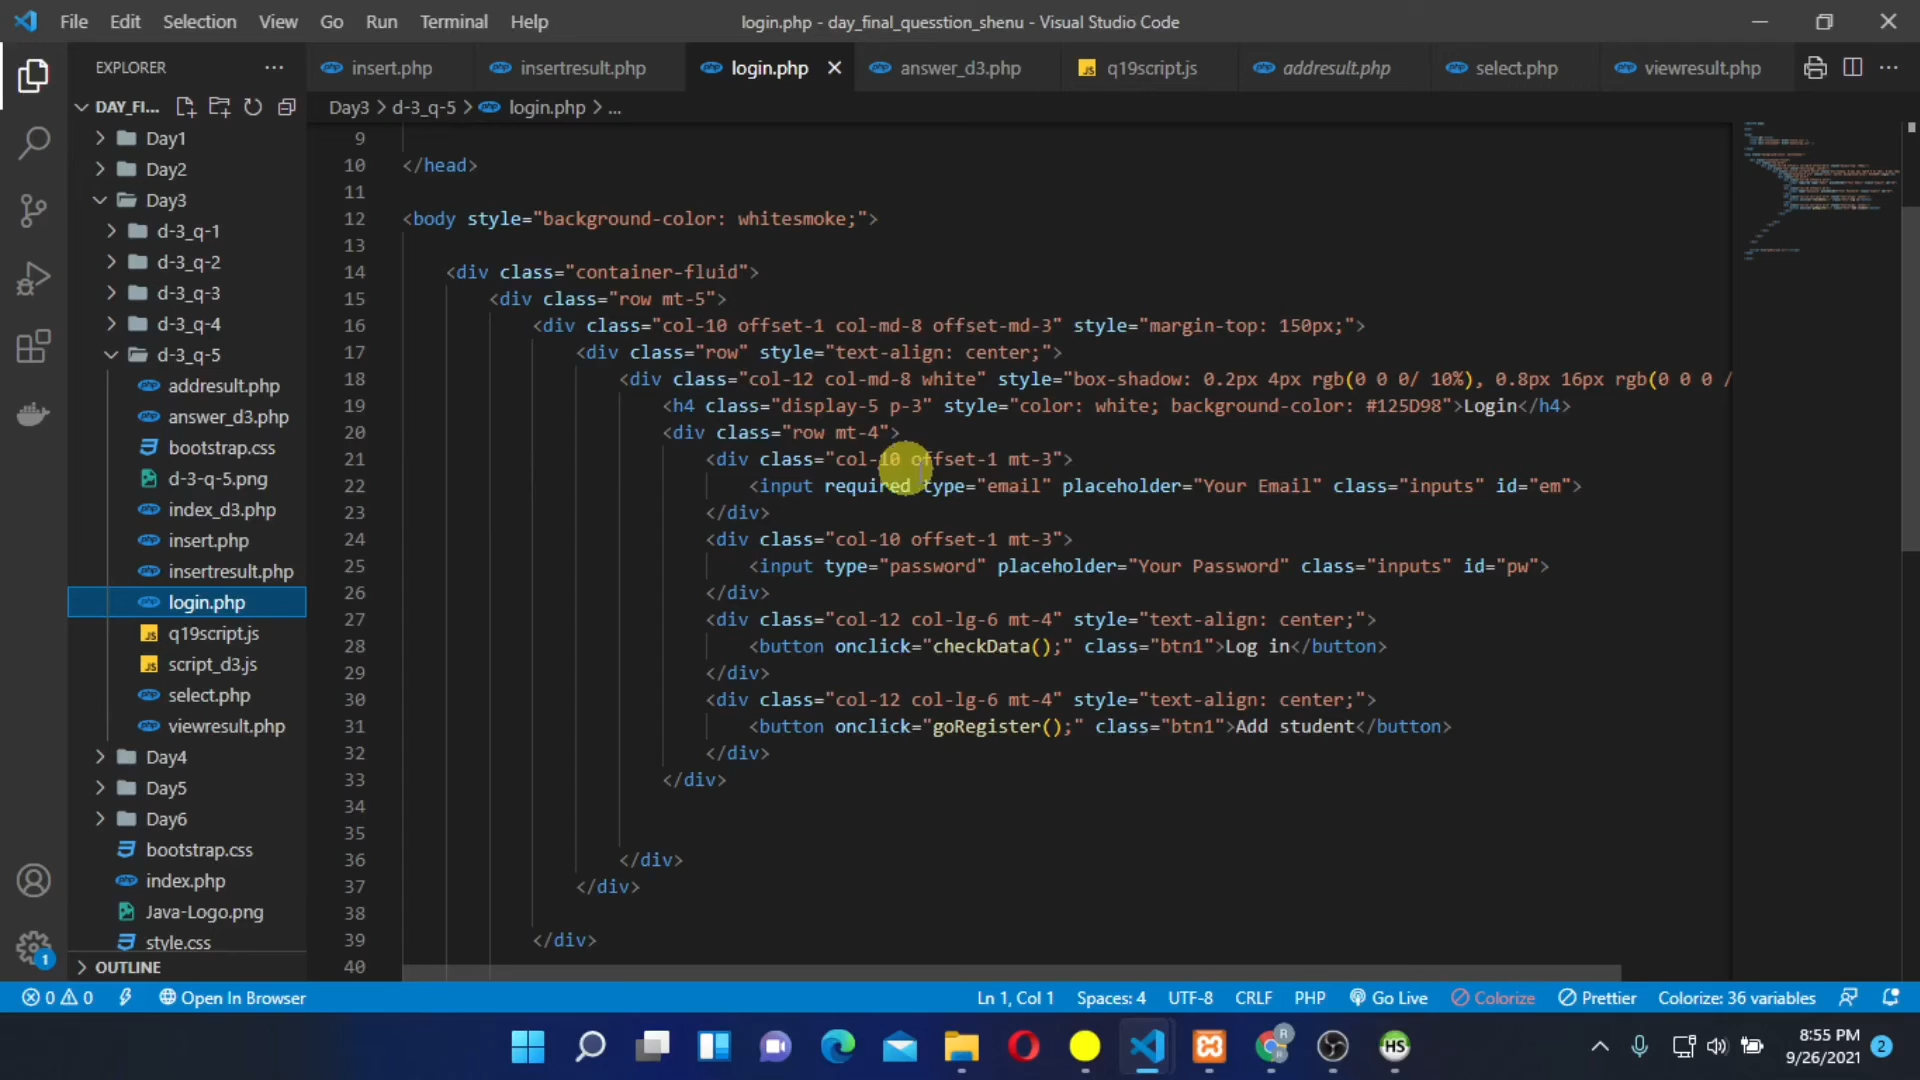 File Edit Selection View Go Run Terminal Help login.php - day_final_quesstion_shenu - Visual Studio Code
EXPLORER ··· insert.php insertresult.php login.php answer_d3.php q19script.js addresult.php select.php viewresult.php ···
DAY_FI... Day3 > d-3_q-5 > login.php > ...
Day1
Day2
Day3
d-3_q-1
d-3_q-2
d-3_q-3
d-3_q-4
d-3_q-5
addresult.php
answer_d3.php
bootstrap.css
d-3-q-5.png
index_d3.php
insert.php
insertresult.php
login.php
q19script.js
script_d3.js
select.php
viewresult.php
Day4
Day5
Day6
bootstrap.css
index.php
Java-Logo.png
style.css
OUTLINE
9
10 </head>
11
12 <body style="background-color: whitesmoke;">
13
14 <div class="container-fluid">
15 <div class="row mt-5">
16 <div class="col-10 offset-1 col-md-8 offset-md-3" style="margin-top: 150px;">
17 <div class="row" style="text-align: center;">
18 <div class="col-12 col-md-8 white" style="box-shadow: 0.2px 4px rgb(0 0 0/ 10%), 0.8px 16px rgb(0 0 0 /
19 <h4 class="display-5 p-3" style="color: white; background-color: #125D98">Login</h4>
20 <div class="row mt-4">
21 <div class="col-10 offset-1 mt-3">
22 <input required type="email" placeholder="Your Email" class="inputs" id="em">
23 </div>
24 <div class="col-10 offset-1 mt-3">
25 <input type="password" placeholder="Your Password" class="inputs" id="pw">
26 </div>
27 <div class="col-12 col-lg-6 mt-4" style="text-align: center;">
28 <button onclick="checkData();" class="btn1">Log in</button>
29 </div>
30 <div class="col-12 col-lg-6 mt-4" style="text-align: center;">
31 <button onclick="goRegister();" class="btn1">Add student</button>
32 </div>
33 </div>
34
35
36 </div>
37 </div>
38
39 </div>
40
1 0 0 Open In Browser Ln 1, Col 1 Spaces: 4 UTF-8 CRLF PHP Go Live Colorize Prettier Colorize: 36 variables
R HS 8:55 PM 2
9/26/2021